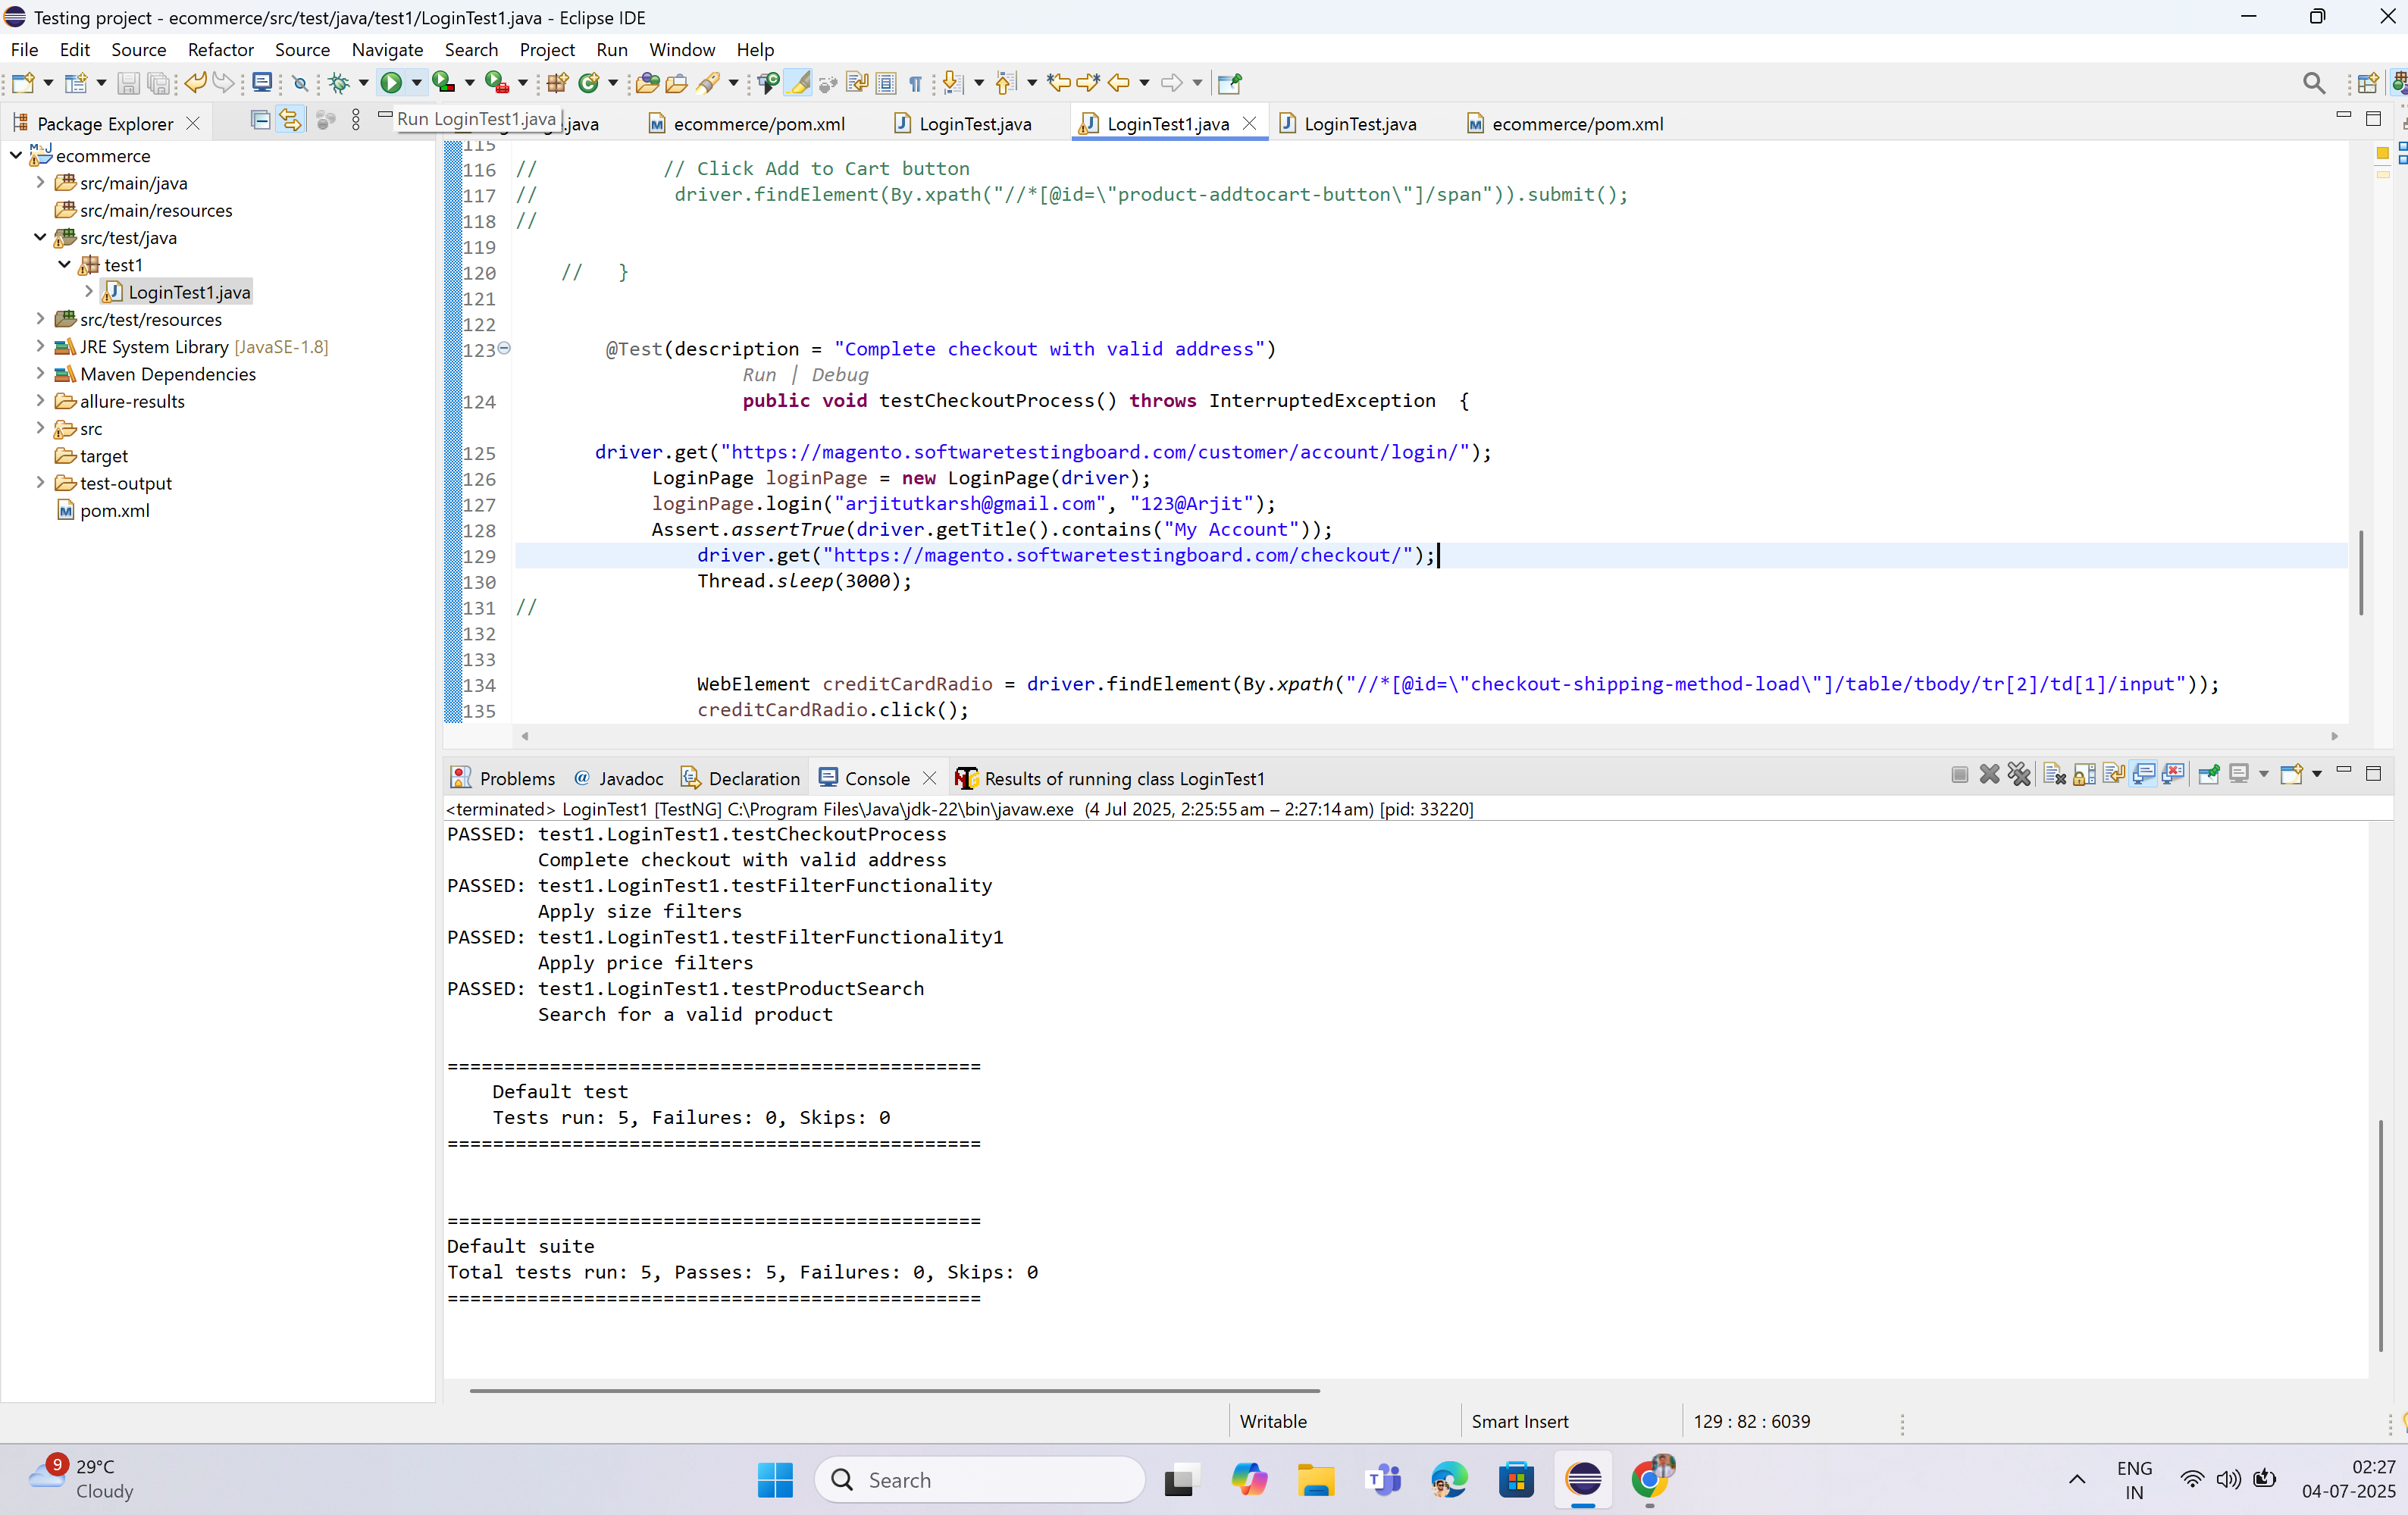 Testing project - ecommerce/src/test/java/test1/LoginTest1.java - Eclipse IDE
File Edit Source Refactor Source Navigate Search Project Run Window Help
Package Explorer
Run LoginTest1.java
.java
ecommerce/pom.xml
LoginTest.java
LoginTest1.java
LoginTest.java
ecommerce/pom.xml
ecommerce
src/main/java
src/main/resources
src/test/java
test1
LoginTest1.java
src/test/resources
JRE System Library [JavaSE-1.8]
Maven Dependencies
allure-results
src
target
test-output
pom.xml
115
116 // // Click Add to Cart button
117 // driver.findElement(By.xpath("//*[@id=\"product-addtocart-button\"]/span")).submit();
118 //
119
120 // }
121
122
123 @Test(description = "Complete checkout with valid address")
Run | Debug
124 public void testCheckoutProcess() throws InterruptedException {
125 driver.get("https://magento.softwaretestingboard.com/customer/account/login/");
126 LoginPage loginPage = new LoginPage(driver);
127 loginPage.login("arjitutkarsh@gmail.com", "123@Arjit");
128 Assert.assertTrue(driver.getTitle().contains("My Account"));
129 driver.get("https://magento.softwaretestingboard.com/checkout/");
130 Thread.sleep(3000);
131 //
132
133
134 WebElement creditCardRadio = driver.findElement(By.xpath("//*[@id=\"checkout-shipping-method-load\"]/table/tbody/tr[2]/td[1]/input"));
135 creditCardRadio.click();
Problems @ Javadoc Declaration Console Results of running class LoginTest1
<terminated> LoginTest1 [TestNG] C:\Program Files\Java\jdk-22\bin\javaw.exe (4 Jul 2025, 2:25:55 am – 2:27:14 am) [pid: 33220]
PASSED: test1.LoginTest1.testCheckoutProcess
Complete checkout with valid address
PASSED: test1.LoginTest1.testFilterFunctionality
Apply size filters
PASSED: test1.LoginTest1.testFilterFunctionality1
Apply price filters
PASSED: test1.LoginTest1.testProductSearch
Search for a valid product
===============================================
Default test
Tests run: 5, Failures: 0, Skips: 0
===============================================
===============================================
Default suite
Total tests run: 5, Passes: 5, Failures: 0, Skips: 0
===============================================
Writable
Smart Insert
129 : 82 : 6039
9
29°C
Cloudy
Search
ENG
IN
02:27
04-07-2025